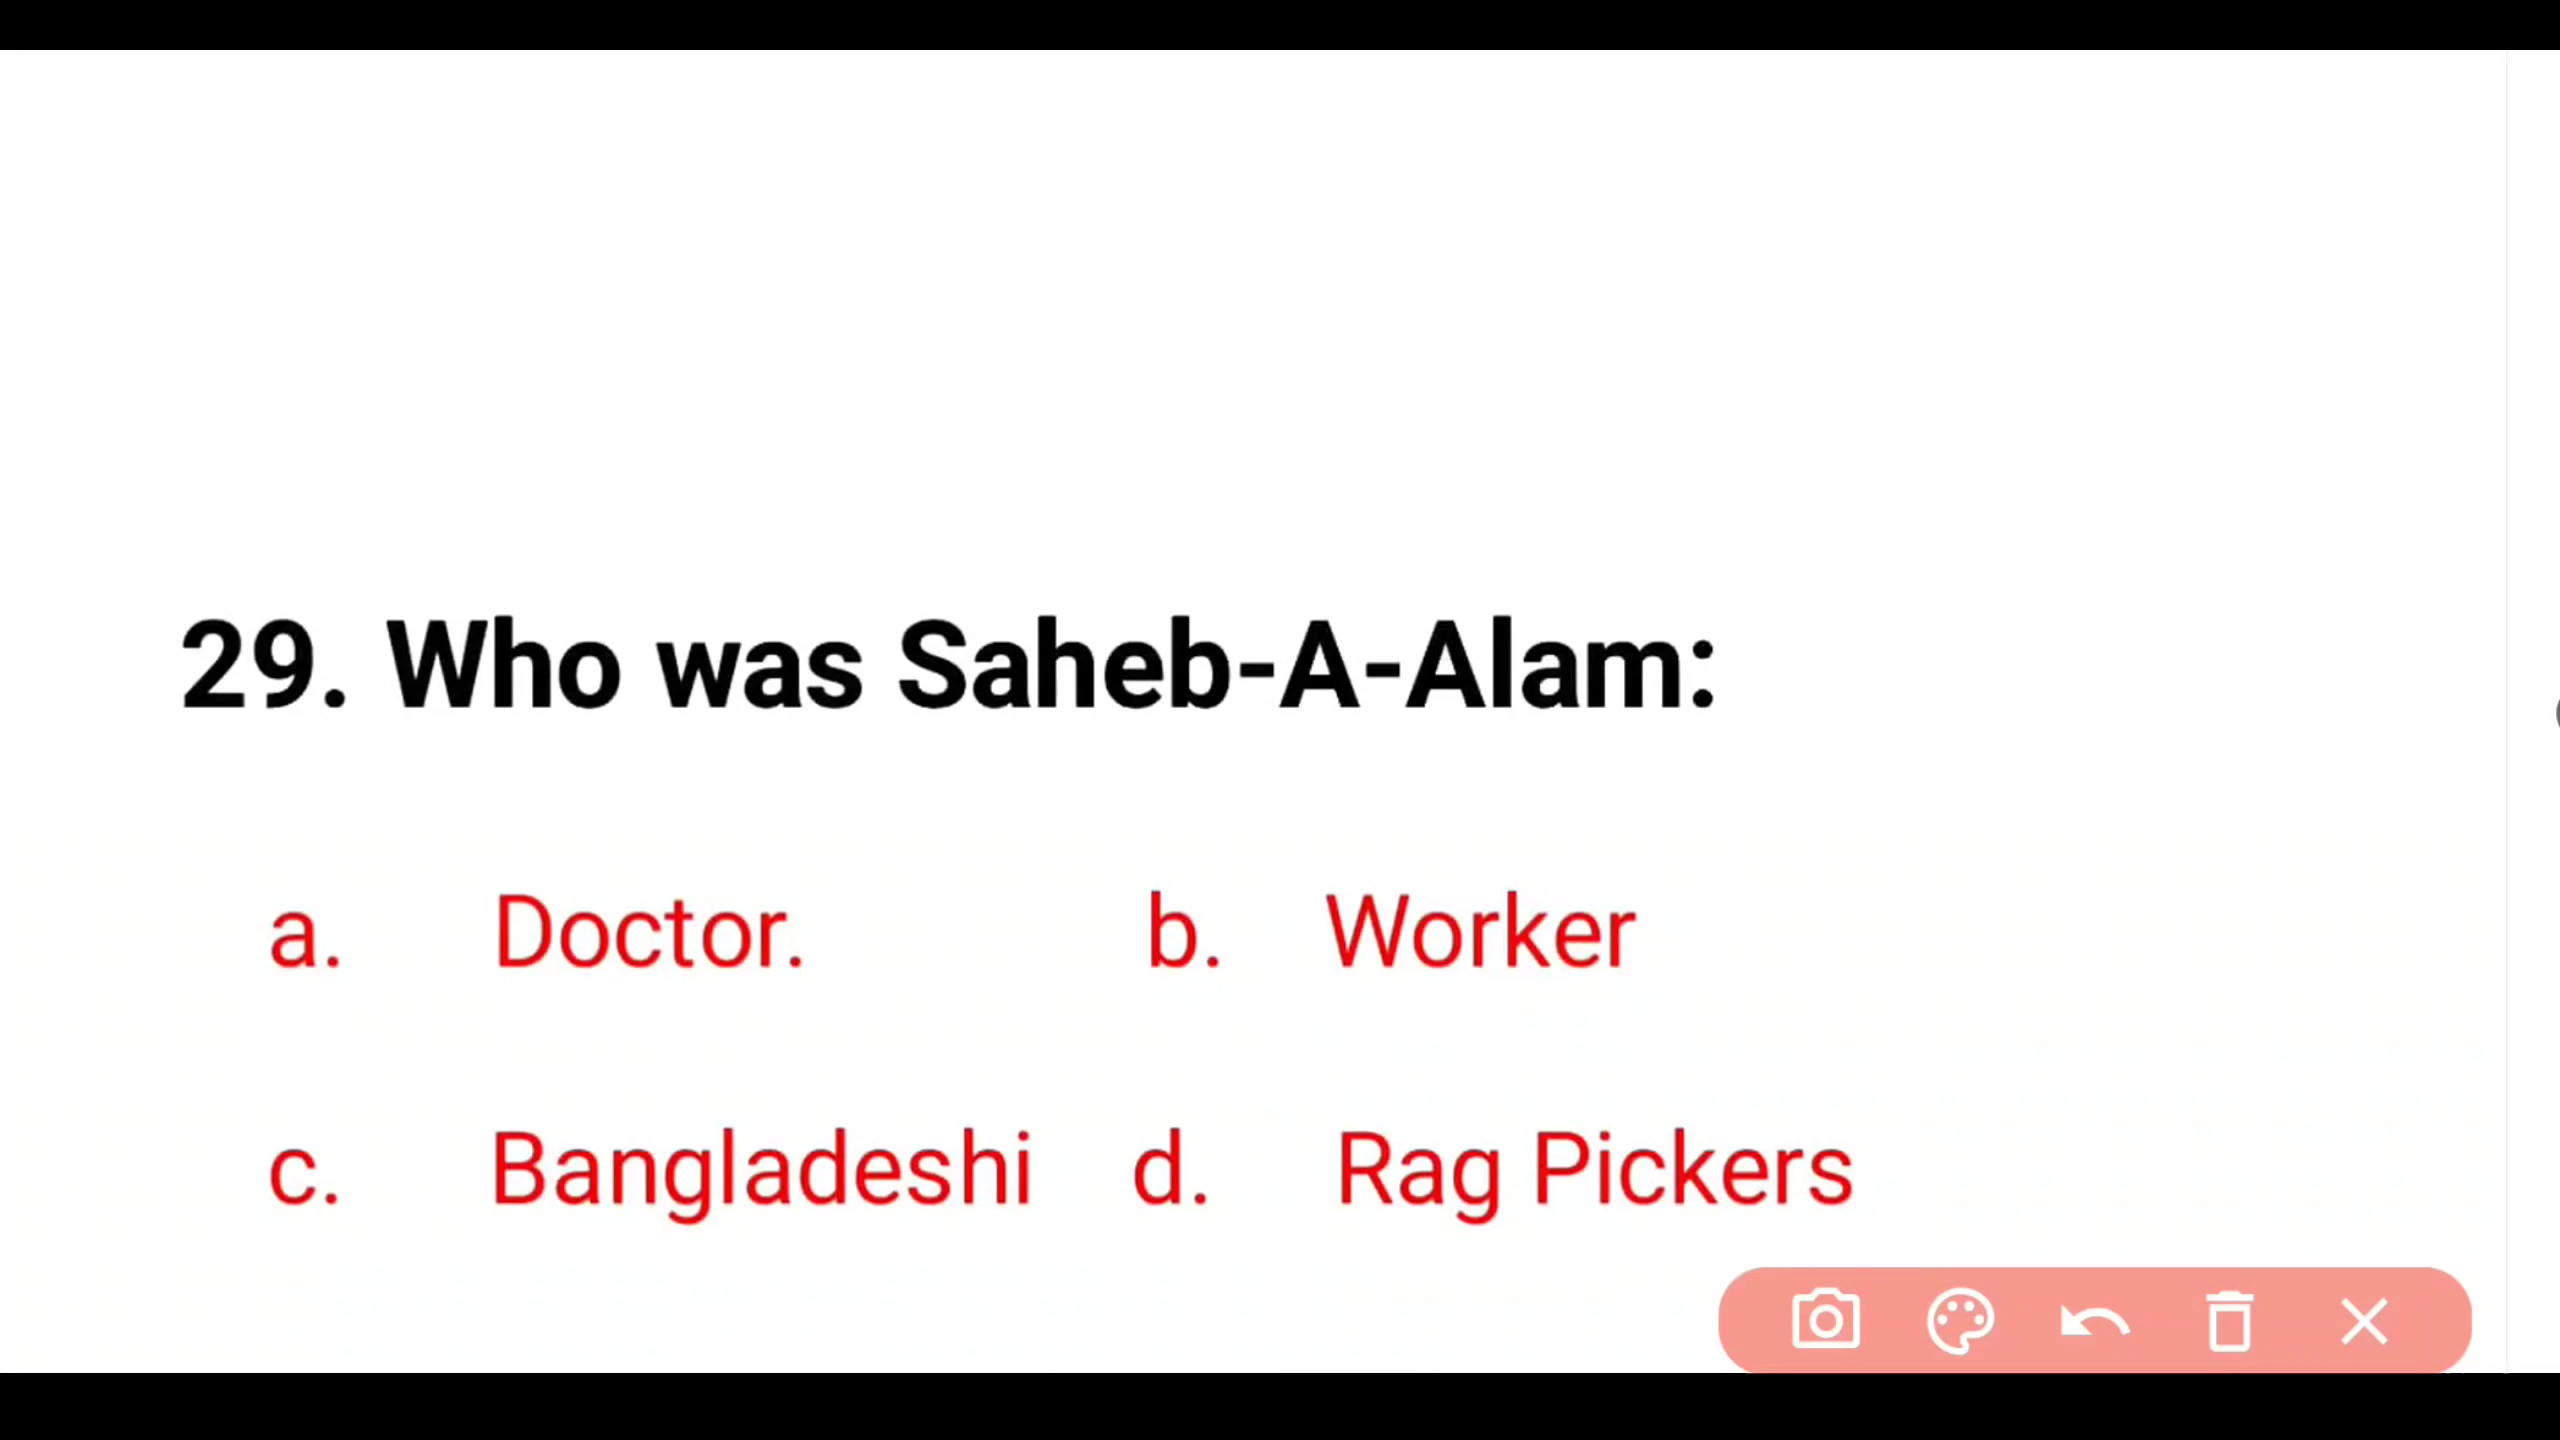 29. Who was Saheb-A-Alam:
a. Doctor. b. Worker
c. Bangladeshi d. Rag Pickers